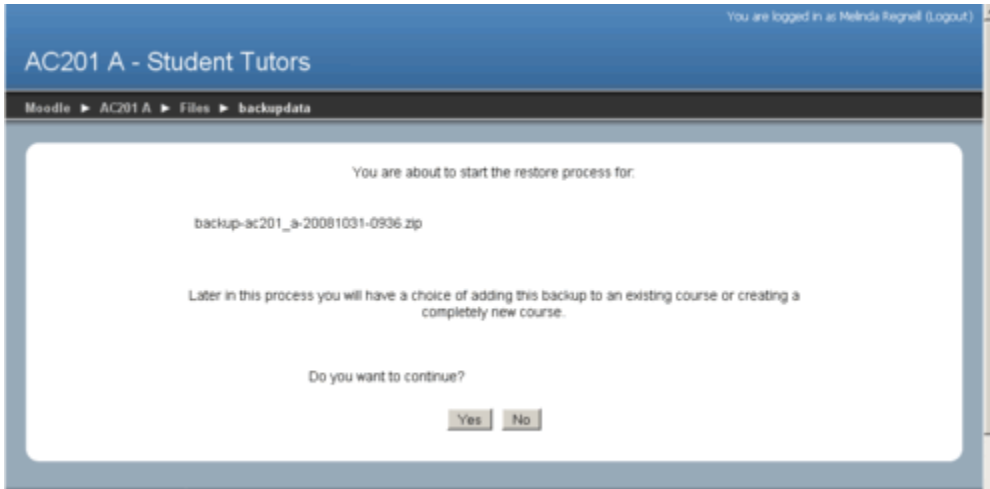 You are logged in as Melinda Regnell (Logout)
AC201 A - Student Tutors
Moodle ► AC201 A ► Files ► backupdata
You are about to start the restore process for:
backup-ac201_a-20081031-0936.zip
Later in this process you will have a choice of adding this backup to an existing course or creating a
completely new course.
Do you want to continue?
Yes No